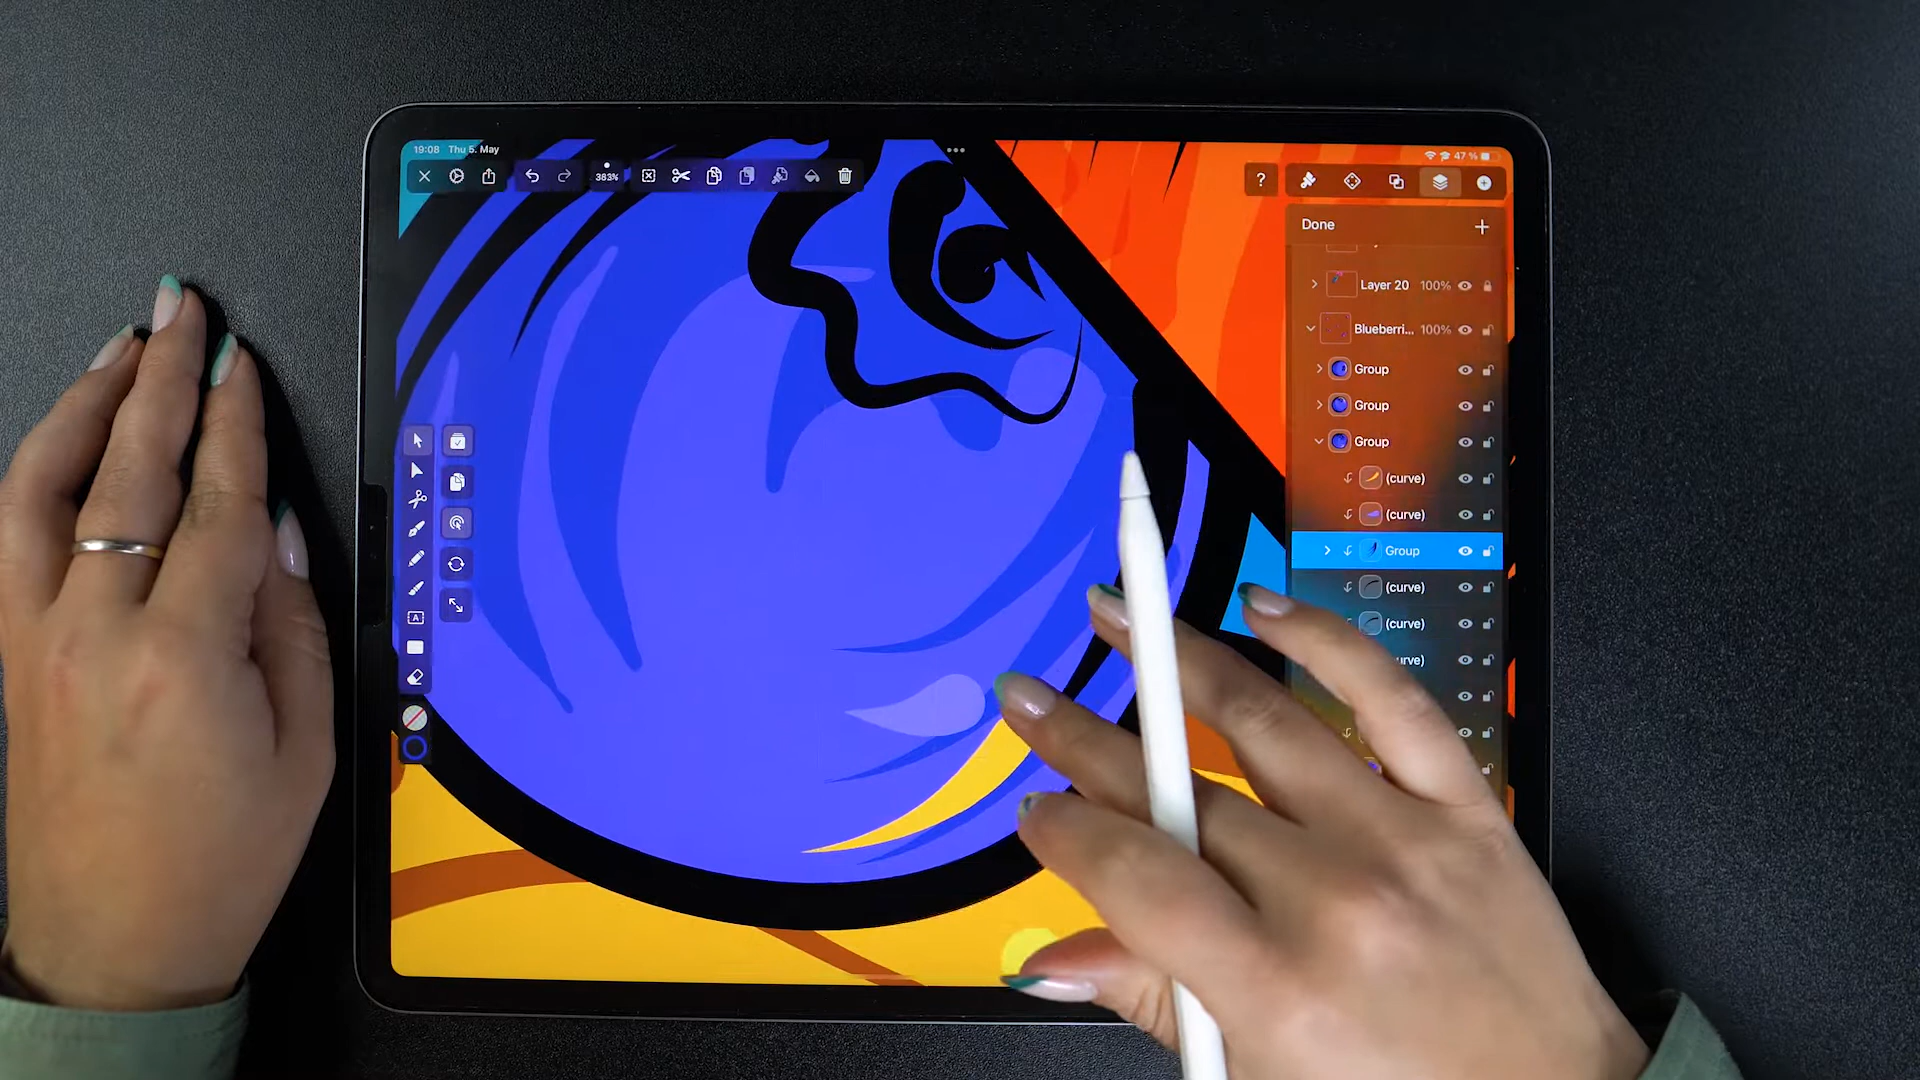 19:08 Thu 5. May
47 %
383%
?
Done
Layer 20 100%
Blueberri... 100%
Group
Group
Group
(curve)
(curve)
Group
(curve)
(curve)
urve)
A